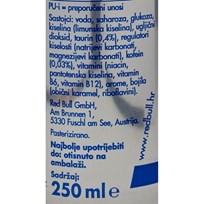 PU-i = preporučeni unosi
Sastojci: voda, saharoza, glukoza,
kiselina (limunska kiselina), ugljični
dioksid, taurin (0,4%), regulatori
kiselosti (natrijevi karbonati,
magnezijevi karbonati), kofein
(0,03%), vitamini (niacin,
pantotenska kiselina, vitamin
B6, vitamin B12), arome, bojila
(obični karamel, riboflavin).
Red Bull GmbH,
Am Brunnen 1,
5330 Fuschl am See, Austrija.
Pasterizirano.
Najbolje upotrijebiti
do: otisnuto na
ambalaži.
Sadržaj:
250 ml e
www.redbull.hr